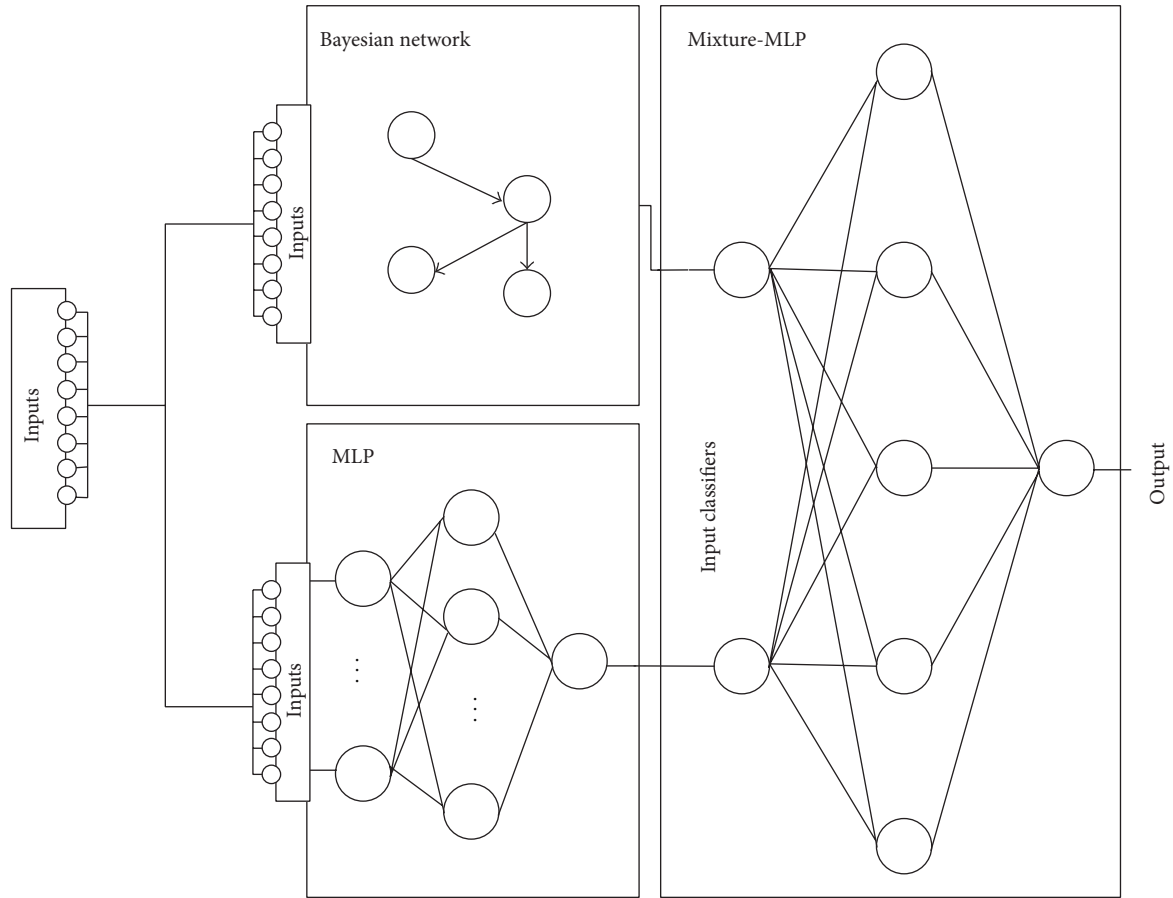 Inputs
Bayesian network
Inputs
MLP
Inputs
...
...
Mixture-MLP
Input classifiers
Output